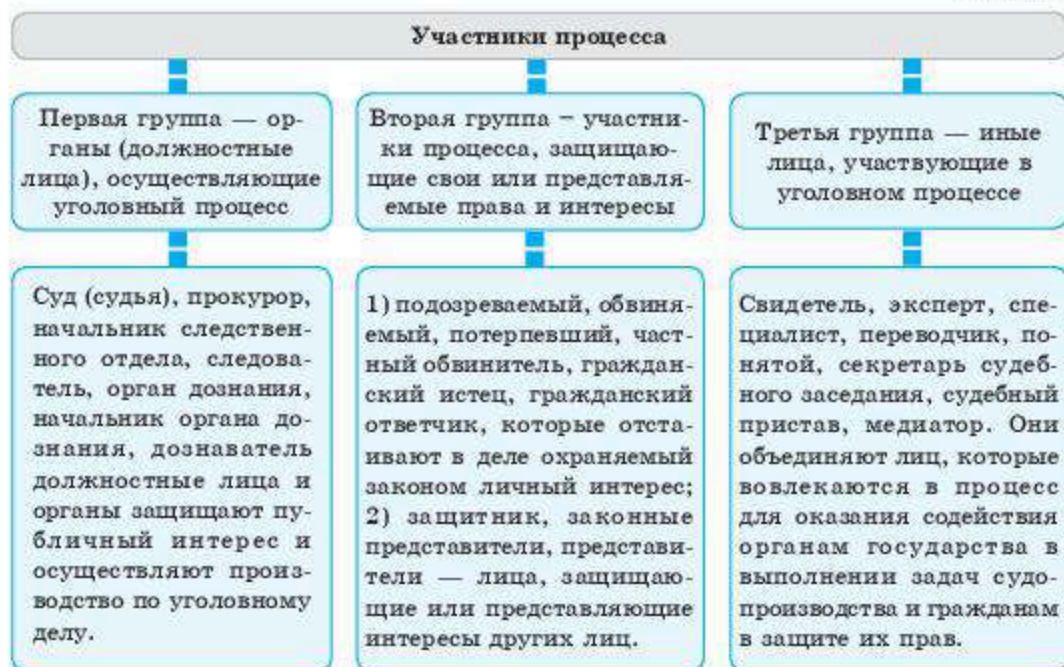 Участники процесса
Первая группа — ор-
ганы (должностные
лица), осуществляющие
уголовный процесс
Вторая группа – участни-
ки процесса, защищаю-
щие свои или представля-
емые права и интересы
Третья группа — иные
лица, участвующие в
уголовном процессе
Суд (судья), прокурор,
начальник следствен-
ного отдела, следова-
тель, орган дознания,
начальник органа до-
знания, дознаватель
должностные лица и
органы защищают пу-
бличный интерес и
осуществляют произ-
водство по уголовному
делу.
1) подозреваемый, обвиня-
емый, потерпевший, част-
ный обвинитель, граждан-
ский истец, гражданский
ответчик, которые отста-
ивают в деле охраняемый
законом личный интерес;
2) защитник, законные
представители, представи-
тели — лица, защищаю-
щие или представляющие
интересы других лиц.
Свидетель, эксперт, спе-
циалист, переводчик, по-
нятой, секретарь судеб-
ного заседания, судебный
пристав, медиатор. Они
объединяют лиц, которые
вовлекаются в процесс
для оказания содействия
органам государства в
выполнении задач судо-
производства и гражданам
в защите их прав.